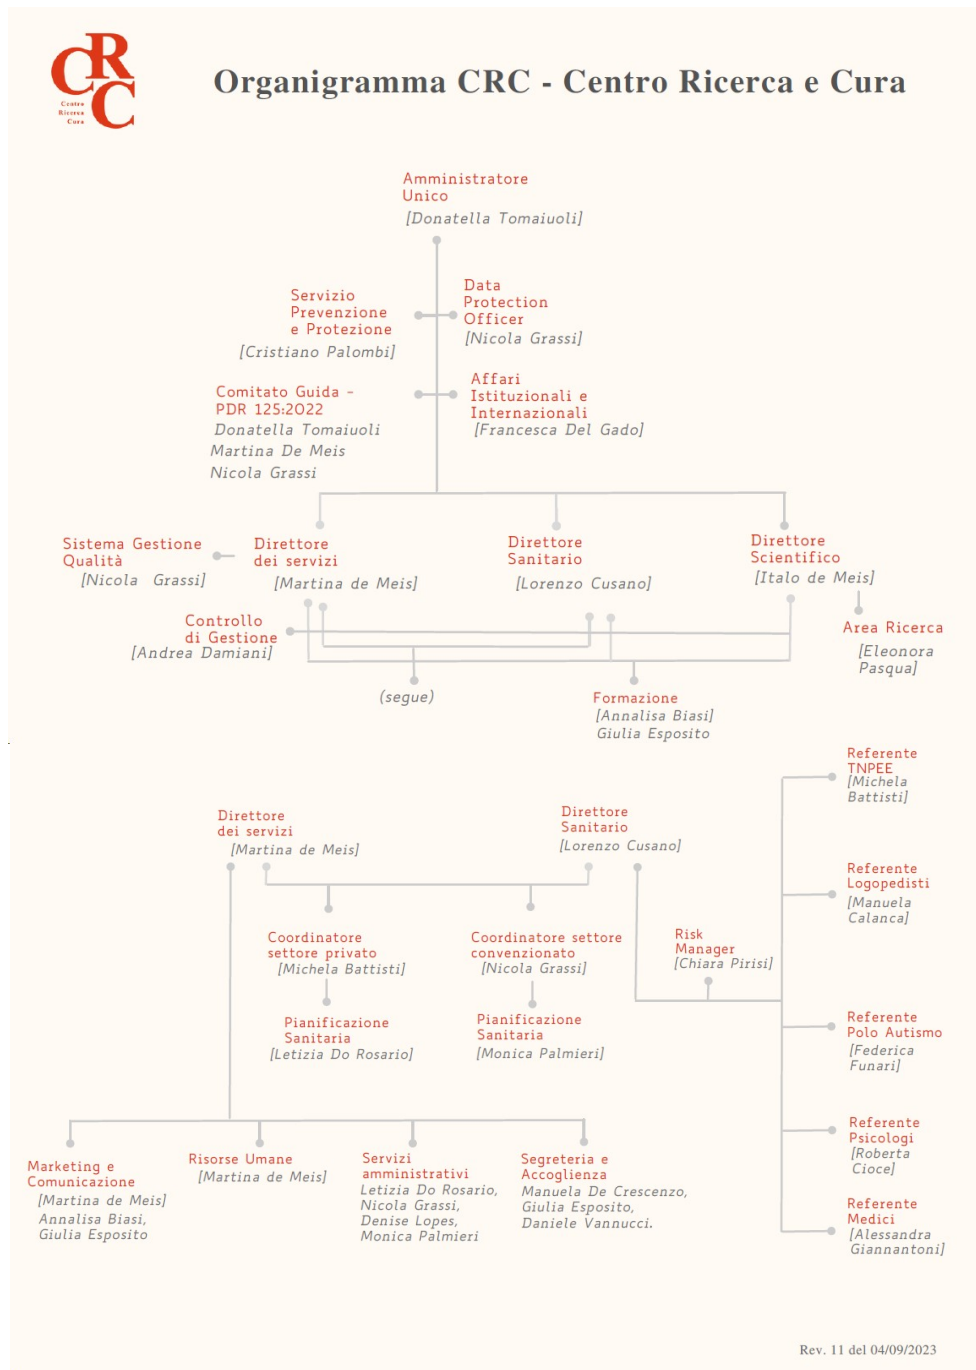 CRC
Centro
Ricerca
Cura
Organigramma CRC - Centro Ricerca e Cura
Amministratore
Unico
[Donatella Tomaiuoli]
Servizio
Prevenzione
e Protezione
[Cristiano Palombi]
Data
Protection
Officer
[Nicola Grassi]
Comitato Guida -
PDR 125:2022
Donatella Tomaiuoli
Martina De Meis
Nicola Grassi
Affari
Istituzionali e
Internazionali
[Francesca Del Gado]
Sistema Gestione
Qualità
[Nicola Grassi]
Direttore
dei servizi
[Martina de Meis]
Direttore
Sanitario
[Lorenzo Cusano]
Direttore
Scientifico
[Italo de Meis]
Controllo
di Gestione
[Andrea Damiani]
Area Ricerca
[Eleonora
Pasqua]
(segue)
Formazione
[Annalisa Biasi]
Giulia Esposito
Direttore
dei servizi
[Martina de Meis]
Direttore
Sanitario
[Lorenzo Cusano]
Referente
TNPEE
[Michela
Battisti]
Referente
Logopedisti
[Manuela
Calanca]
Coordinatore
settore privato
[Michela Battisti]
Coordinatore settore
convenzionato
[Nicola Grassi]
Risk
Manager
[Chiara Pirisi]
Pianificazione
Sanitaria
[Letizia Do Rosario]
Pianificazione
Sanitaria
[Monica Palmieri]
Referente
Polo Autismo
[Federica
Funari]
Referente
Psicologi
[Roberta
Cioce]
Referente
Medici
[Alessandra
Giannantoni]
Marketing e
Comunicazione
[Martina de Meis]
Annalisa Biasi,
Giulia Esposito
Risorse Umane
[Martina de Meis]
Servizi
amministrativi
Letizia Do Rosario,
Nicola Grassi,
Denise Lopes,
Monica Palmieri
Segreteria e
Accoglienza
Manuela De Crescenzo,
Giulia Esposito,
Daniele Vannucci.
Rev. 11 del 04/09/2023